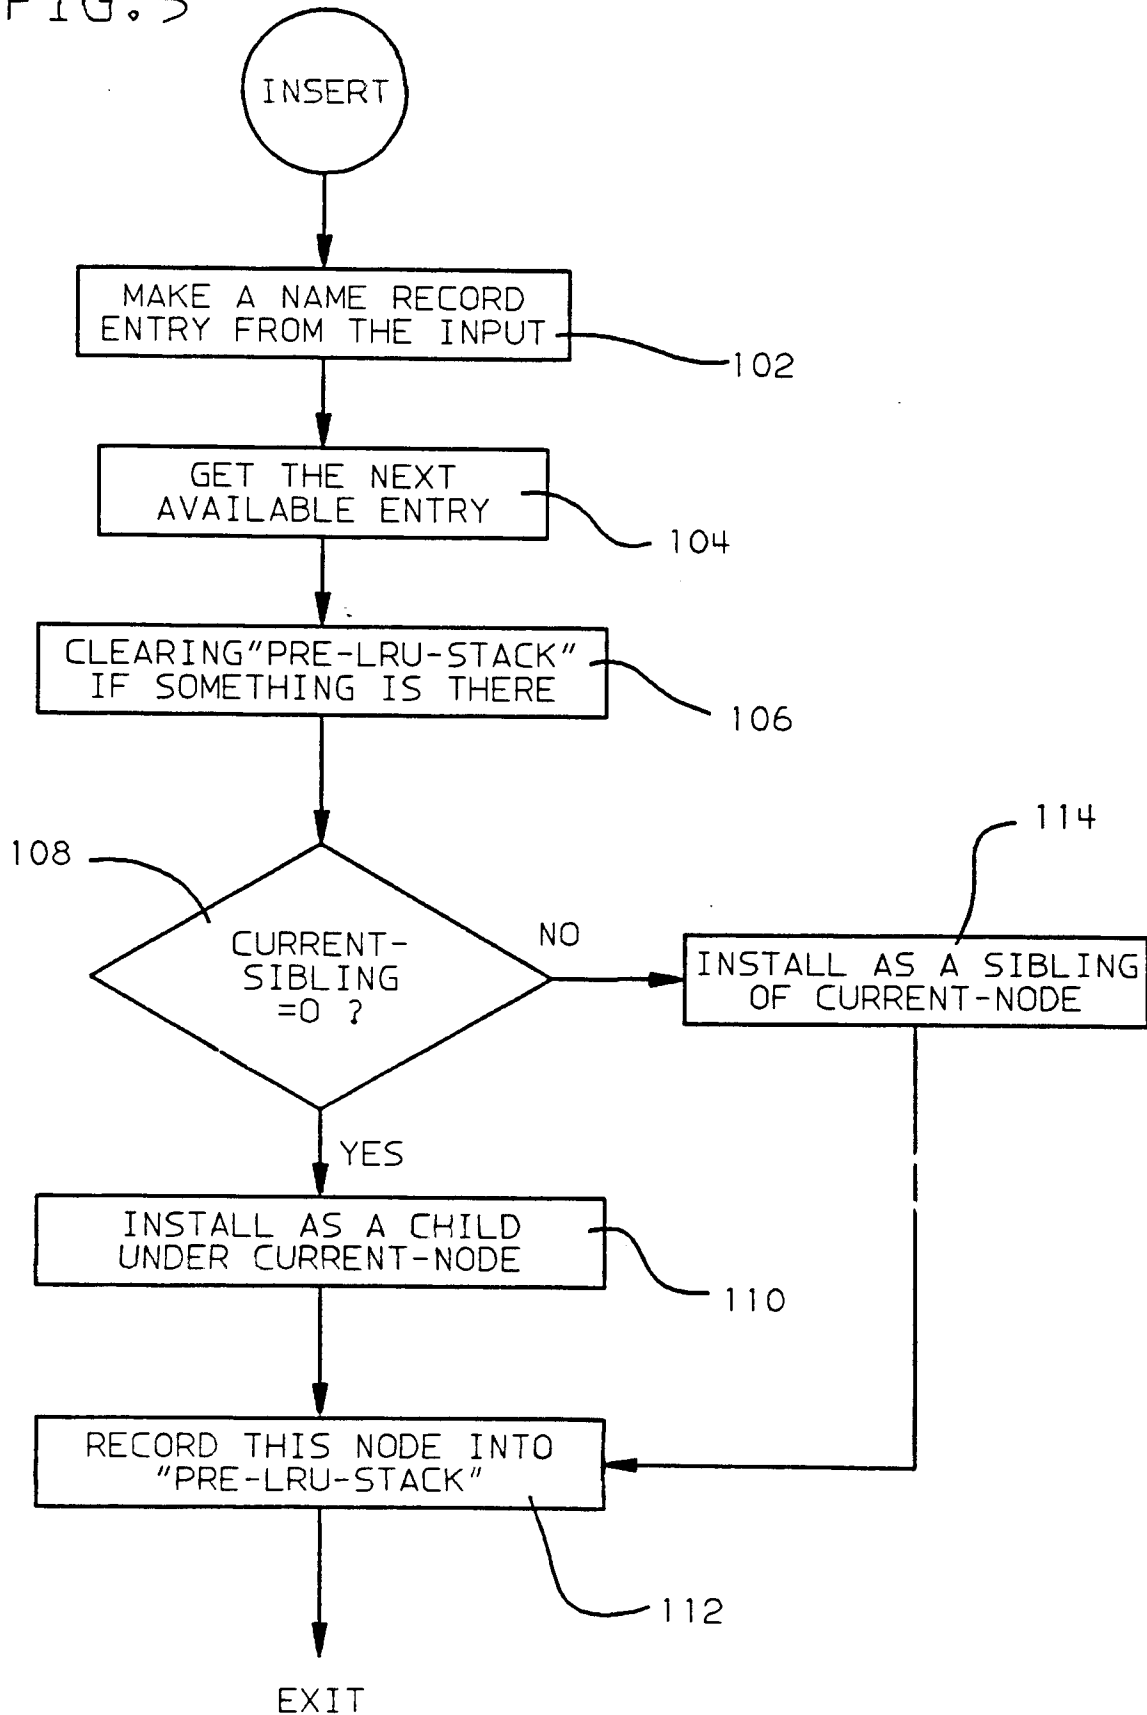 FIG.5
INSERT
MAKE A NAME RECORD
ENTRY FROM THE INPUT
102
GET THE NEXT
AVAILABLE ENTRY
104
CLEARING"PRE-LRU-STACK"
IF SOMETHING IS THERE
106
108
CURRENT-
SIBLING
=0 ?
NO
114
INSTALL AS A SIBLING
OF CURRENT-NODE
YES
INSTALL AS A CHILD
UNDER CURRENT-NODE
110
RECORD THIS NODE INTO
"PRE-LRU-STACK"
112
EXIT